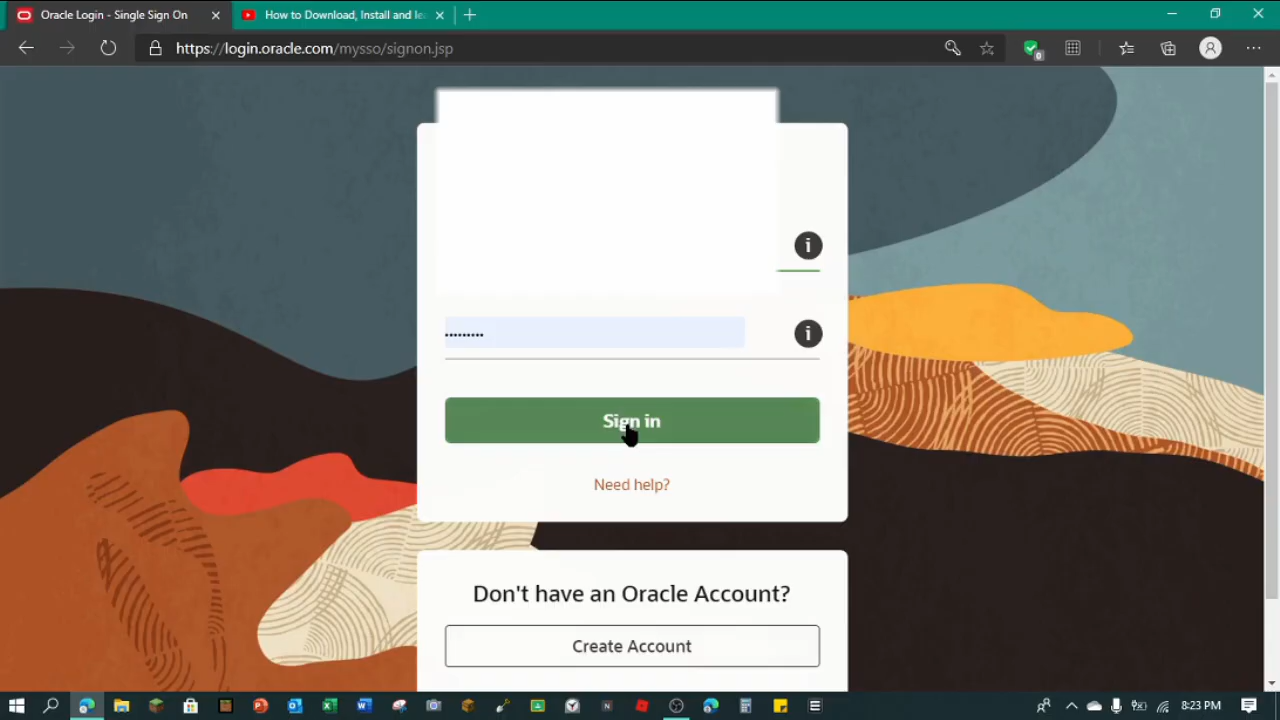 Oracle Login - Single Sign On
How to Download, Install and le
https://login.oracle.com/mysso/signon.jsp
0
i
•••••••••
i
Sign in
Need help?
Don't have an Oracle Account?
Create Account
8:23 PM